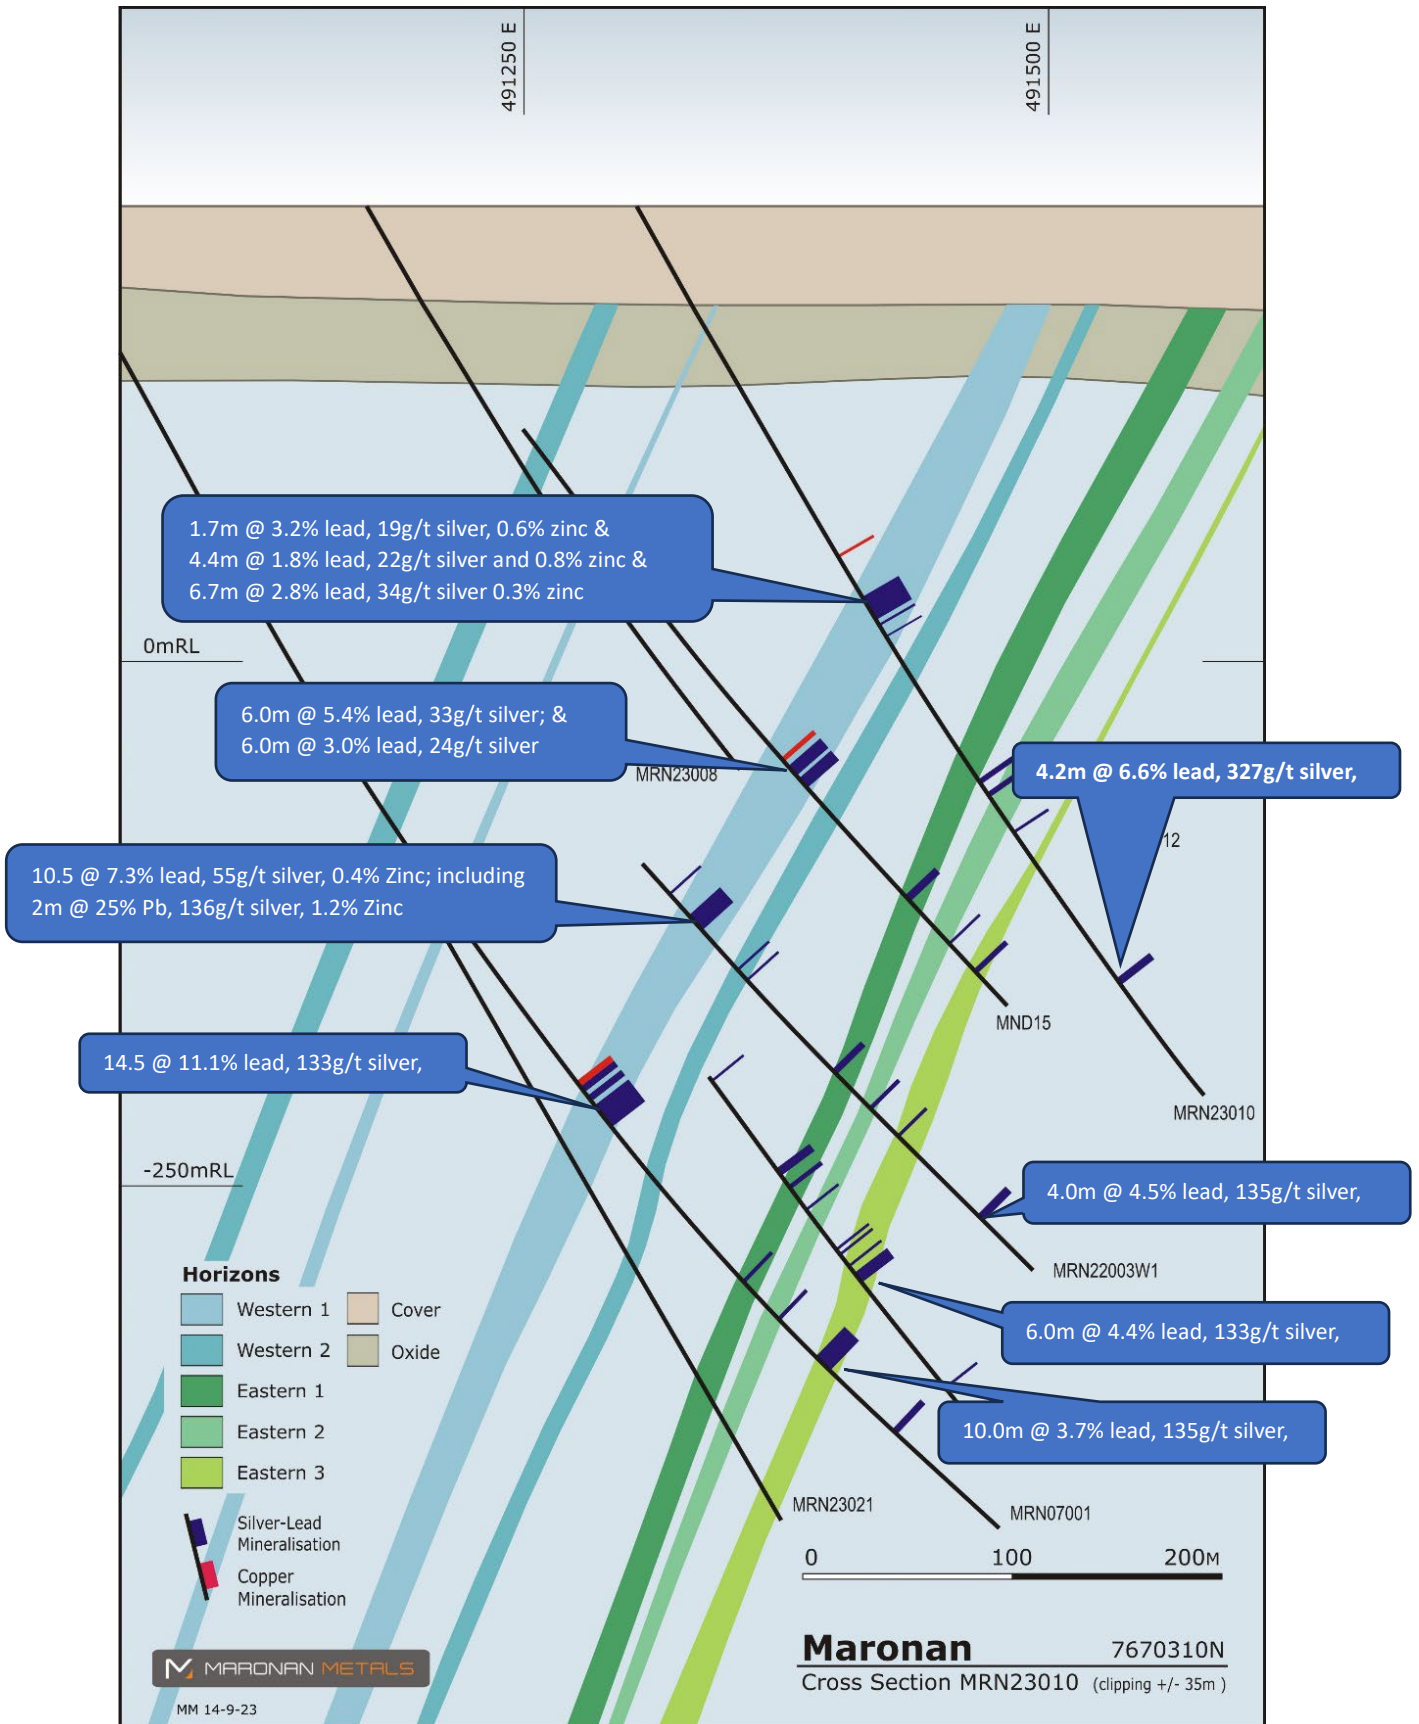 491250 E
491500 E
1.7m @ 3.2% lead, 19g/t silver, 0.6% zinc &
4.4m @ 1.8% lead, 22g/t silver and 0.8% zinc &
6.7m @ 2.8% lead, 34g/t silver 0.3% zinc
0mRL
6.0m @ 5.4% lead, 33g/t silver; &
6.0m @ 3.0% lead, 24g/t silver
MRN23008
4.2m @ 6.6% lead, 327g/t silver,
12
10.5 @ 7.3% lead, 55g/t silver, 0.4% Zinc; including
2m @ 25% Pb, 136g/t silver, 1.2% Zinc
MND15
14.5 @ 11.1% lead, 133g/t silver,
MRN23010
-250mRL
4.0m @ 4.5% lead, 135g/t silver,
MRN22003W1
6.0m @ 4.4% lead, 133g/t silver,
10.0m @ 3.7% lead, 135g/t silver,
Horizons
Western 1
Cover
Western 2
Oxide
Eastern 1
Eastern 2
Eastern 3
Silver-Lead
Mineralisation
Copper
Mineralisation
MRN23021
MRN07001
0 100 200M
MARONAN METALS
MM 14-9-23
Maronan 7670310N
Cross Section MRN23010 (clipping +/- 35m )